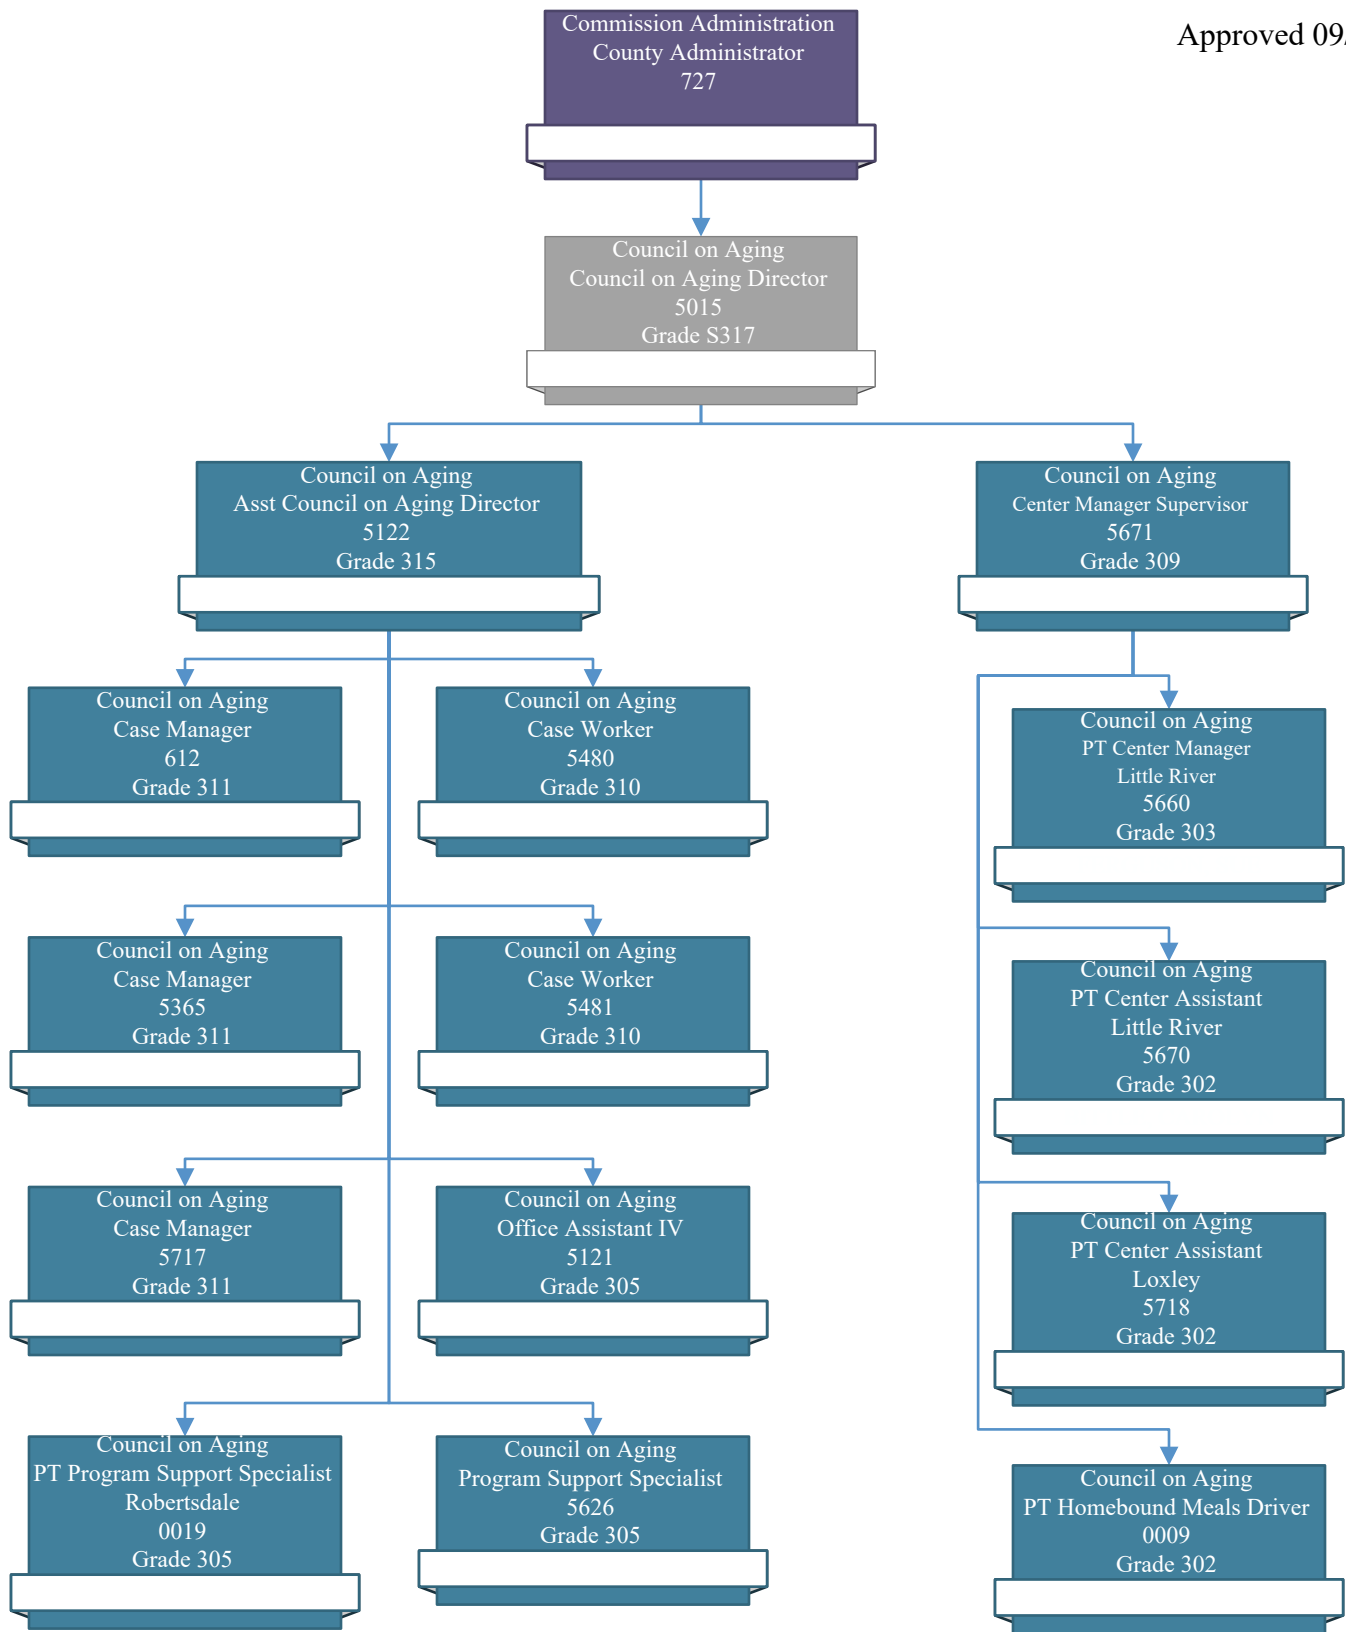 Commission Administration
County Administrator
727
Approved 09
Council on Aging
Council on Aging Director
5015
Grade S317
Council on Aging
Asst Council on Aging Director
5122
Grade 315
Council on Aging
Center Manager Supervisor
5671
Grade 309
Council on Aging
Case Manager
612
Grade 311
Council on Aging
Case Worker
5480
Grade 310
Council on Aging
PT Center Manager
Little River
5660
Grade 303
Council on Aging
Case Manager
5365
Grade 311
Council on Aging
Case Worker
5481
Grade 310
Council on Aging
PT Center Assistant
Little River
5670
Grade 302
Council on Aging
Case Manager
5717
Grade 311
Council on Aging
Office Assistant IV
5121
Grade 305
Council on Aging
PT Center Assistant
Loxley
5718
Grade 302
Council on Aging
PT Program Support Specialist
Robertsdale
0019
Grade 305
Council on Aging
Program Support Specialist
5626
Grade 305
Council on Aging
PT Homebound Meals Driver
0009
Grade 302